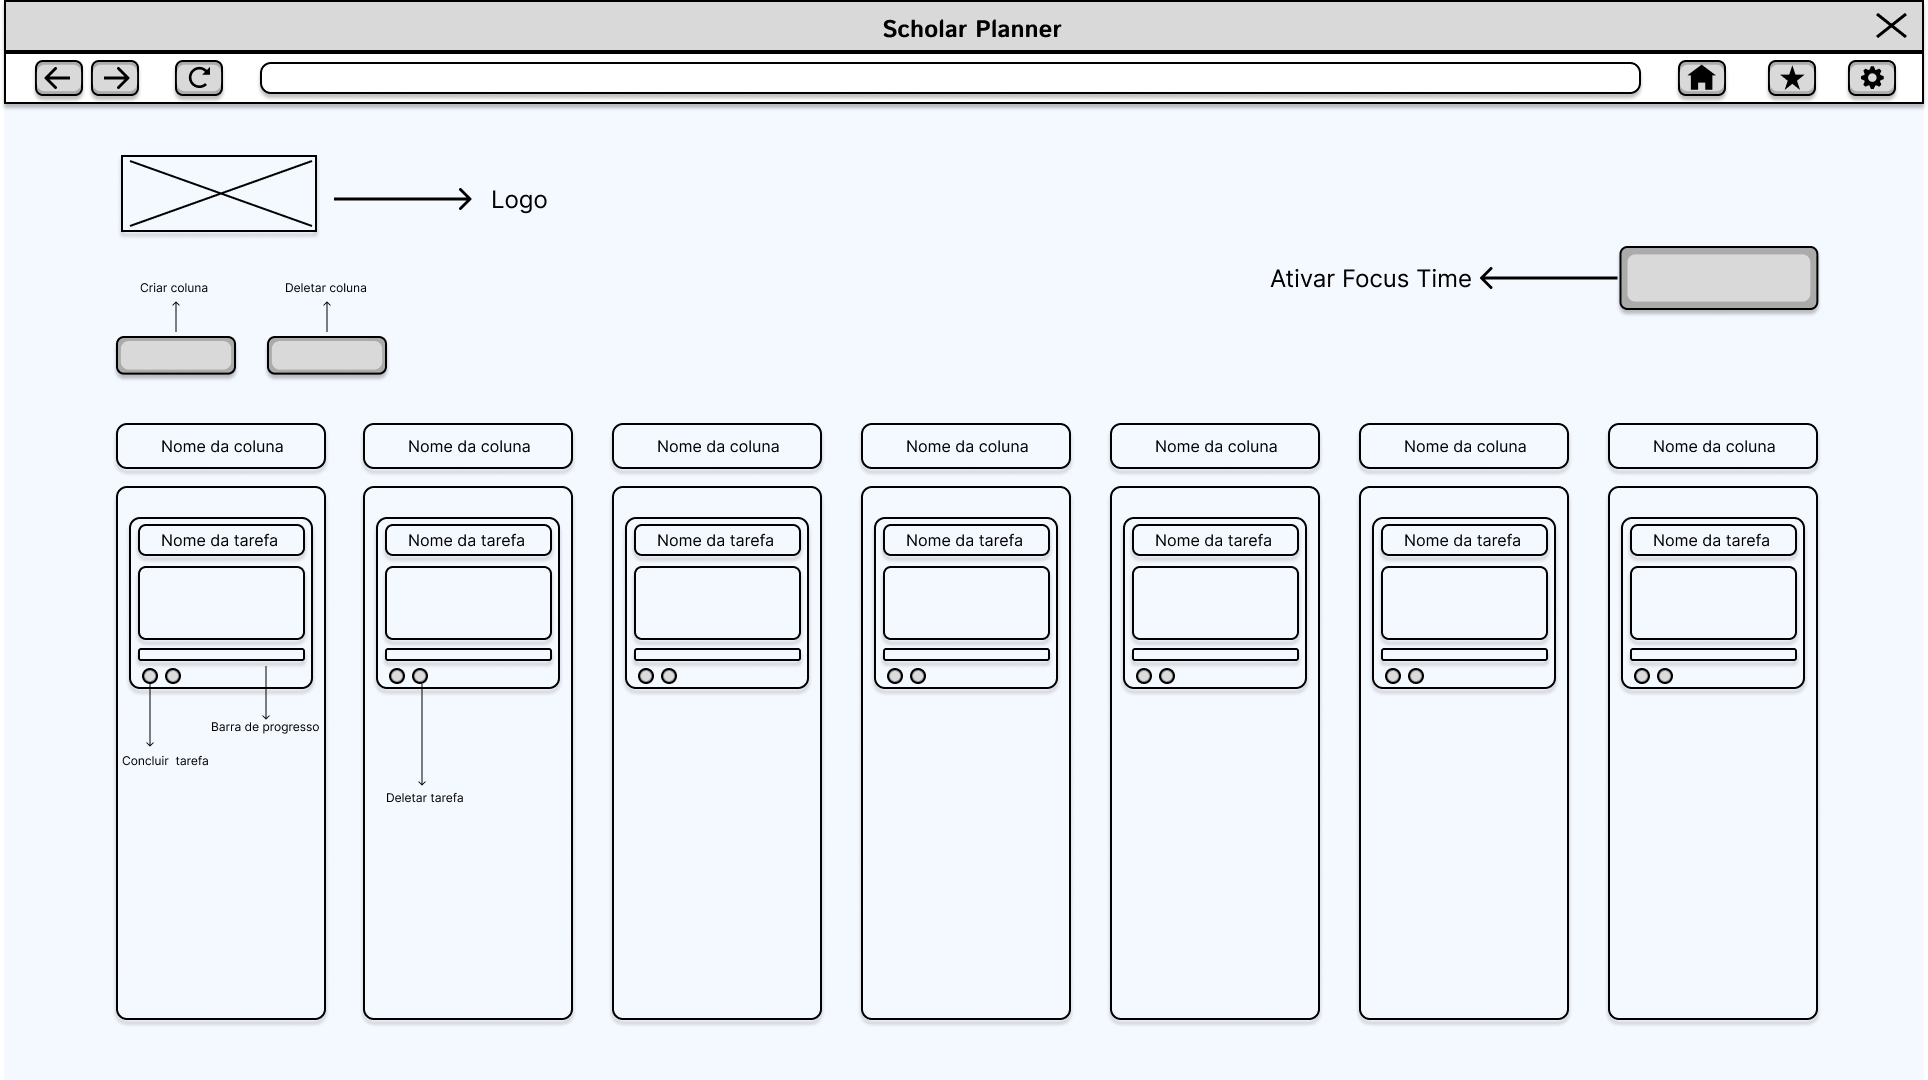 Scholar Planner
Logo
Ativar Focus Time
Criar coluna
Deletar coluna
Nome da coluna
Nome da coluna
Nome da coluna
Nome da coluna
Nome da coluna
Nome da coluna
Nome da coluna
Nome da tarefa
Nome da tarefa
Nome da tarefa
Nome da tarefa
Nome da tarefa
Nome da tarefa
Nome da tarefa
Barra de progresso
Concluir tarefa
Deletar tarefa